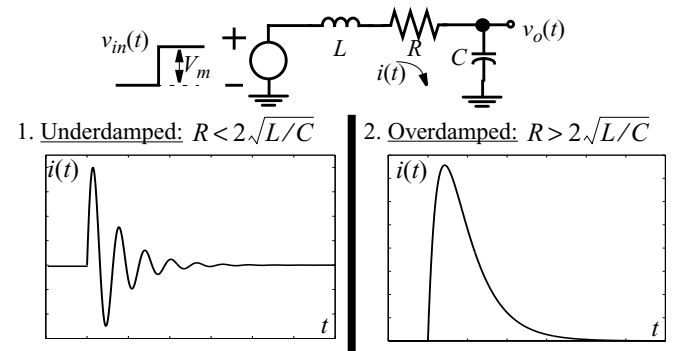 v_in(t)
V_m
+
−
L
R
i(t)
C
v_o(t)
1. Underdamped: R < 2√(L/C)
i(t)
t
2. Overdamped: R > 2√(L/C)
i(t)
t